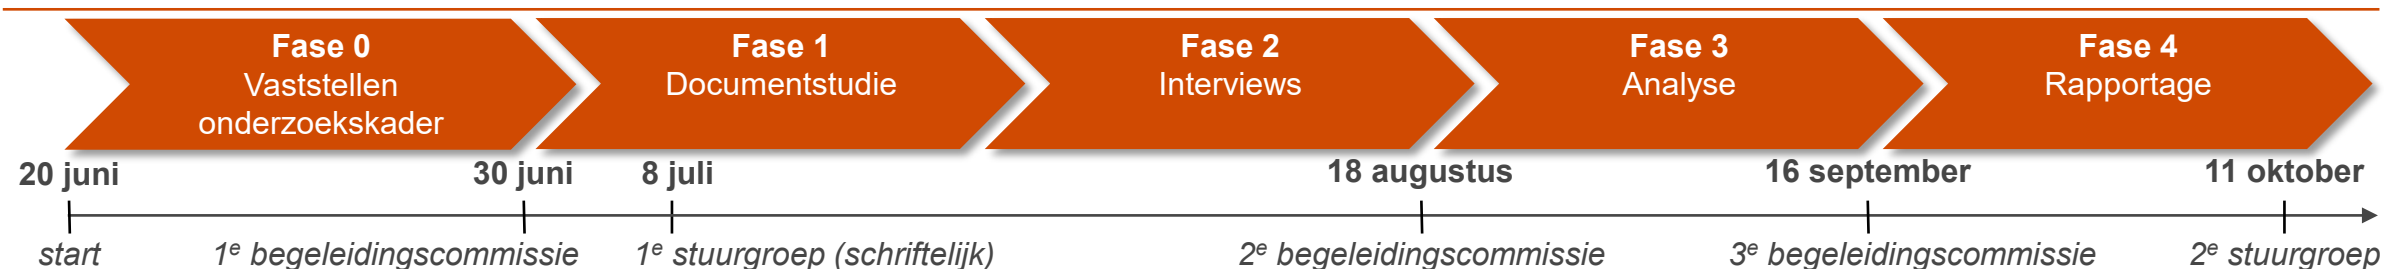 Fase 0
Vaststellen
onderzoekskader
Fase 1
Documentstudie
Fase 2
Interviews
Fase 3
Analyse
Fase 4
Rapportage
20 juni
30 juni
8 juli
18 augustus
16 september
11 oktober
start
1e begeleidingscommissie
1e stuurgroep (schriftelijk)
2e begeleidingscommissie
3e begeleidingscommissie
2e stuurgroep